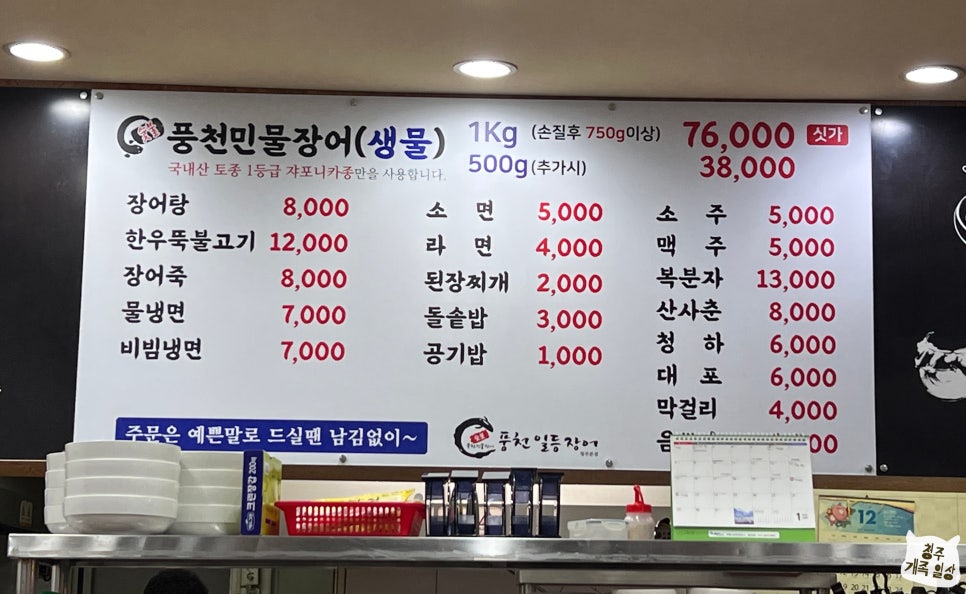 풍천민물장어(생물)
국내산 토종 1등급 쟈포니카종만을 사용합니다.
1Kg (손질후 750g이상) 76,000 싯가
500g (추가시) 38,000
장어탕 8,000
한우뚝불고기 12,000
장어죽 8,000
물냉면 7,000
비빔냉면 7,000
소 면 5,000
라 면 4,000
된장찌개 2,000
돌솥밥 3,000
공기밥 1,000
소 주 5,000
맥 주 5,000
복분자 13,000
산사춘 8,000
청 하 6,000
대 포 6,000
막걸리 4,000
음
주문은 예쁜말로 드실땐 남김없이~
풍천일등장어
12
1
청주
개족일상